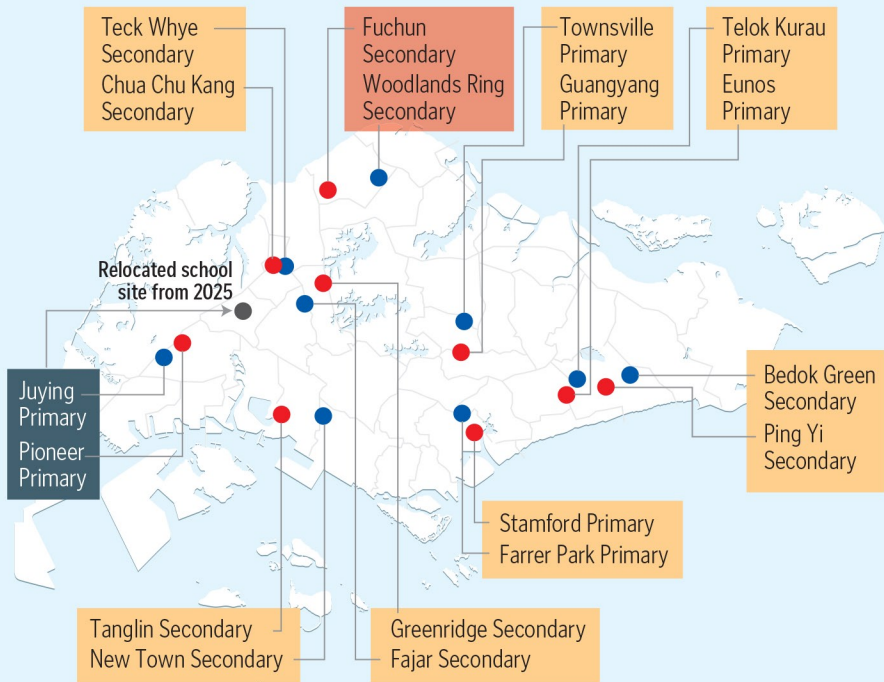 Teck Whye
Secondary
Chua Chu Kang
Secondary
Fuchun
Secondary
Woodlands Ring
Secondary
Townsville
Primary
Guangyang
Primary
Telok Kurau
Primary
Eunos
Primary
Relocated school
site from 2025
Juying
Primary
Pioneer
Primary
Bedok Green
Secondary
Ping Yi
Secondary
Stamford Primary
Farrer Park Primary
Tanglin Secondary
New Town Secondary
Greenridge Secondary
Fajar Secondary